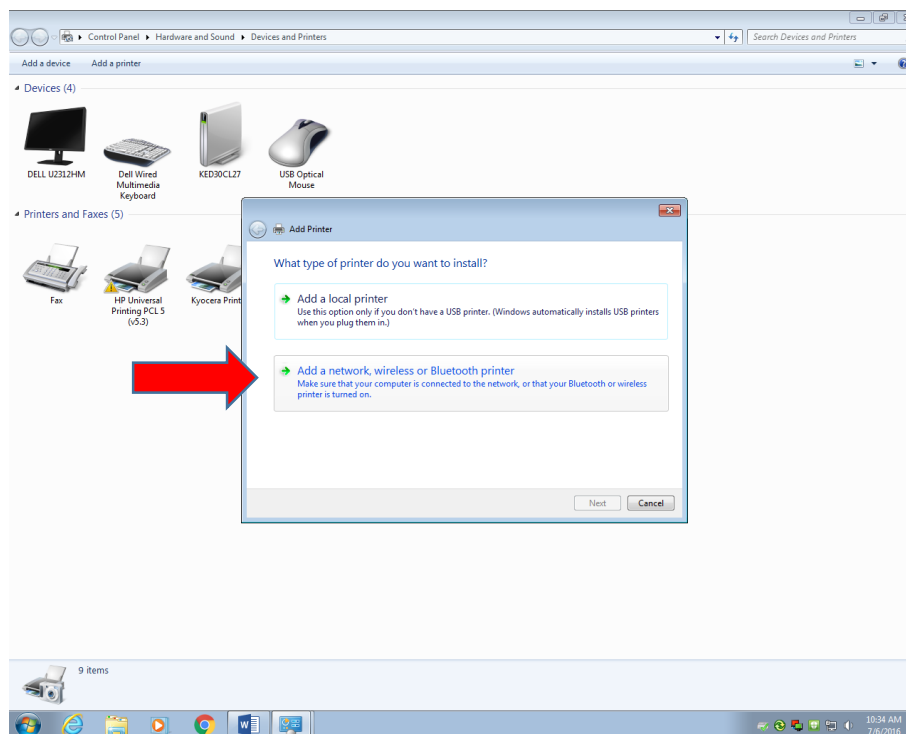 Control Panel ▸ Hardware and Sound ▸ Devices and Printers
Search Devices and Printers
Add a device Add a printer
Devices (4)
DELL U2312HM
Dell Wired
Multimedia
Keyboard
KED30CL27
USB Optical
Mouse
Printers and Faxes (5)
Fax
HP Universal
Printing PCL 5
(v5.3)
Kyocera Print
Add Printer
What type of printer do you want to install?
Add a local printer
Use this option only if you don't have a USB printer. (Windows automatically installs USB printers
when you plug them in.)
Add a network, wireless or Bluetooth printer
Make sure that your computer is connected to the network, or that your Bluetooth or wireless
printer is turned on.
Next Cancel
9 items
10:34 AM
7/6/2016